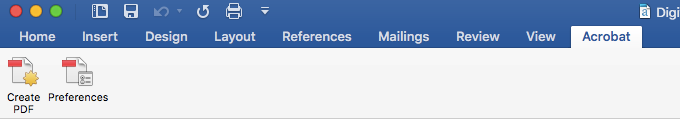 Digi
Home Insert Design Layout References Mailings Review View Acrobat
Create PDF Preferences